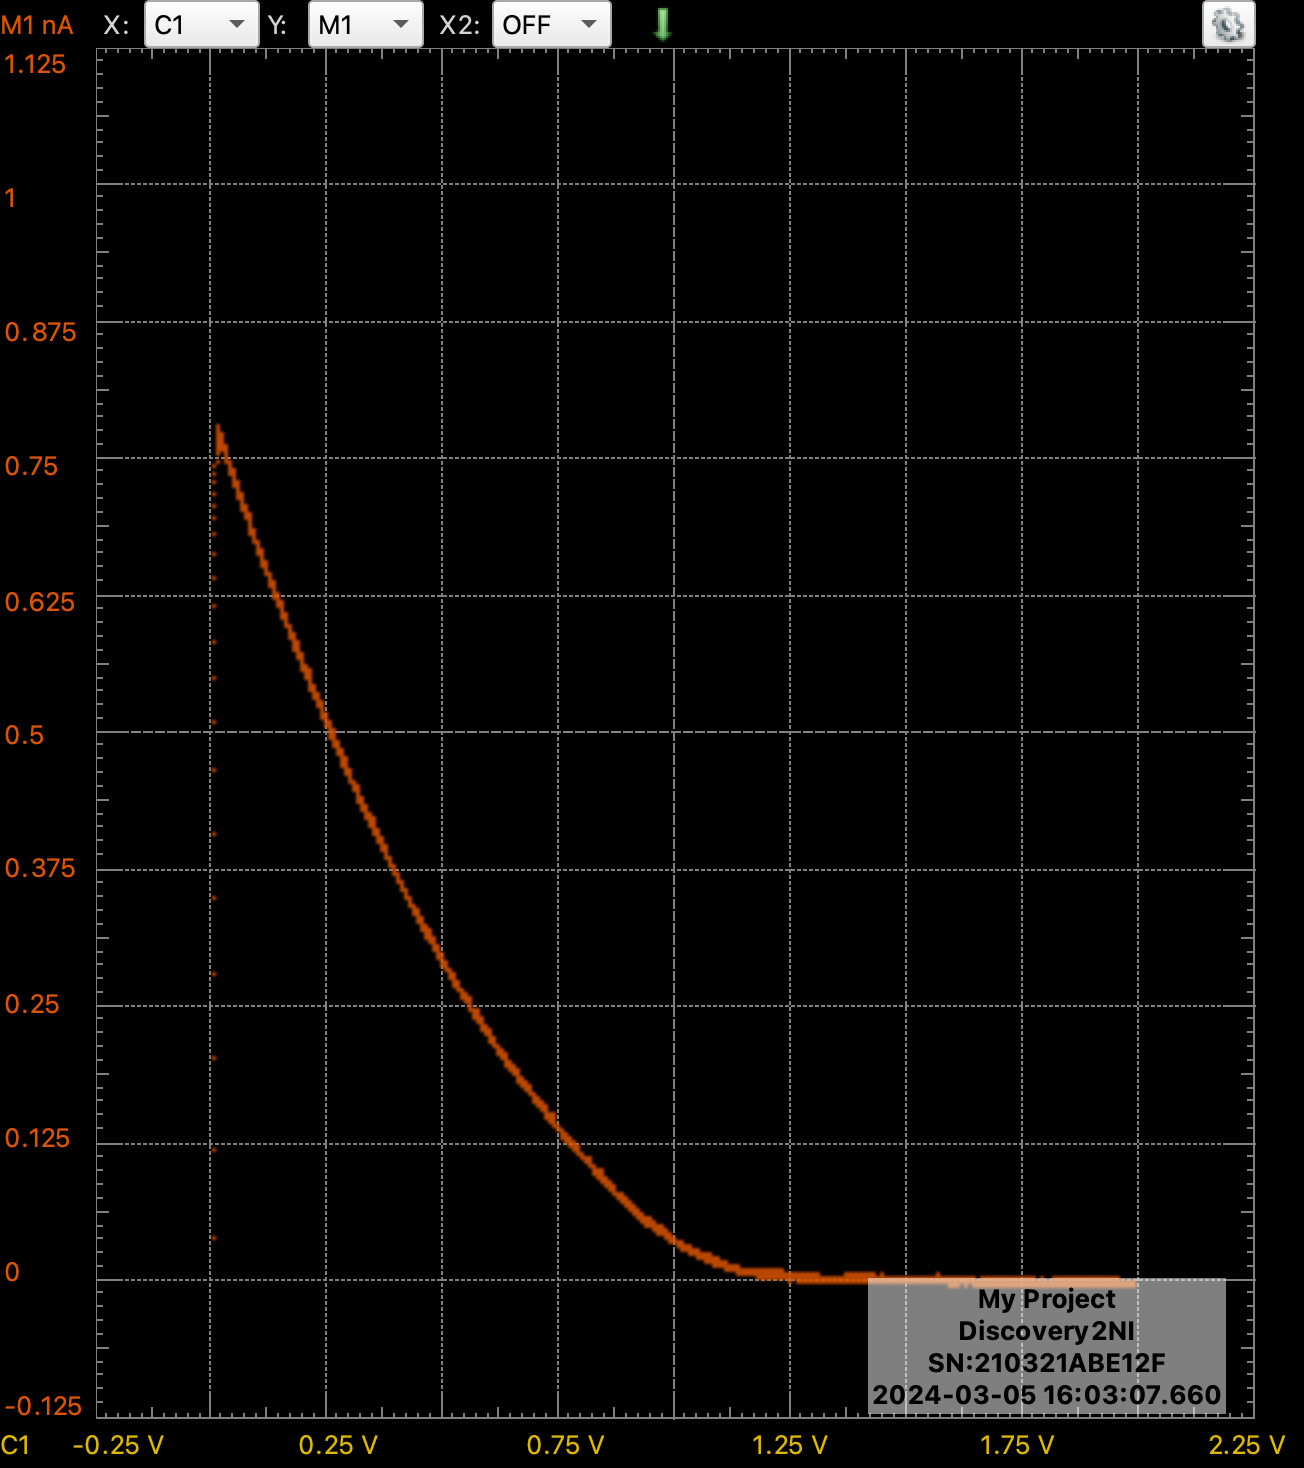 M1 nA X: C1 Y: M1 X2: OFF
1.125
1
0.875
0.75
0.625
0.5
0.375
0.25
0.125
0
-0.125
My Project
Discovery2NI
SN:210321ABE12F
2024-03-05 16:03:07.660
C1 -0.25 V 0.25 V 0.75 V 1.25 V 1.75 V 2.25 V